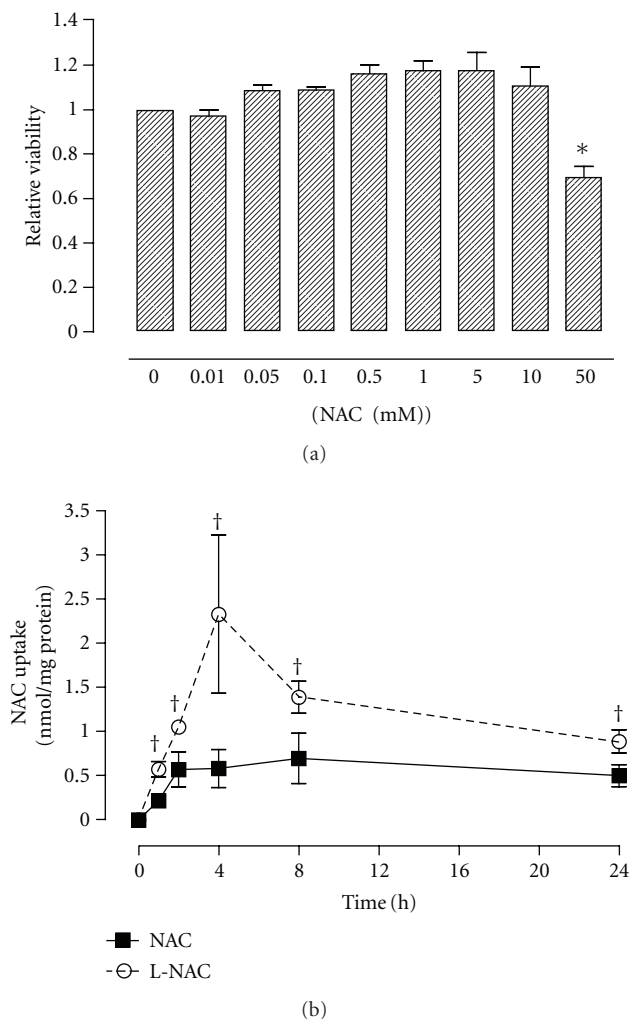 1.4
1.2
1
0.8
0.6
0.4
0.2
0
Relative viability
*
0 0.01 0.05 0.1 0.5 1 5 10 50
(NAC (mM))
(a)
3.5
3
2.5
2
1.5
1
0.5
0
NAC uptake
(nmol/mg protein)
† † † † †
0 4 8 12 16 20 24
Time (h)
NAC
L-NAC
(b)